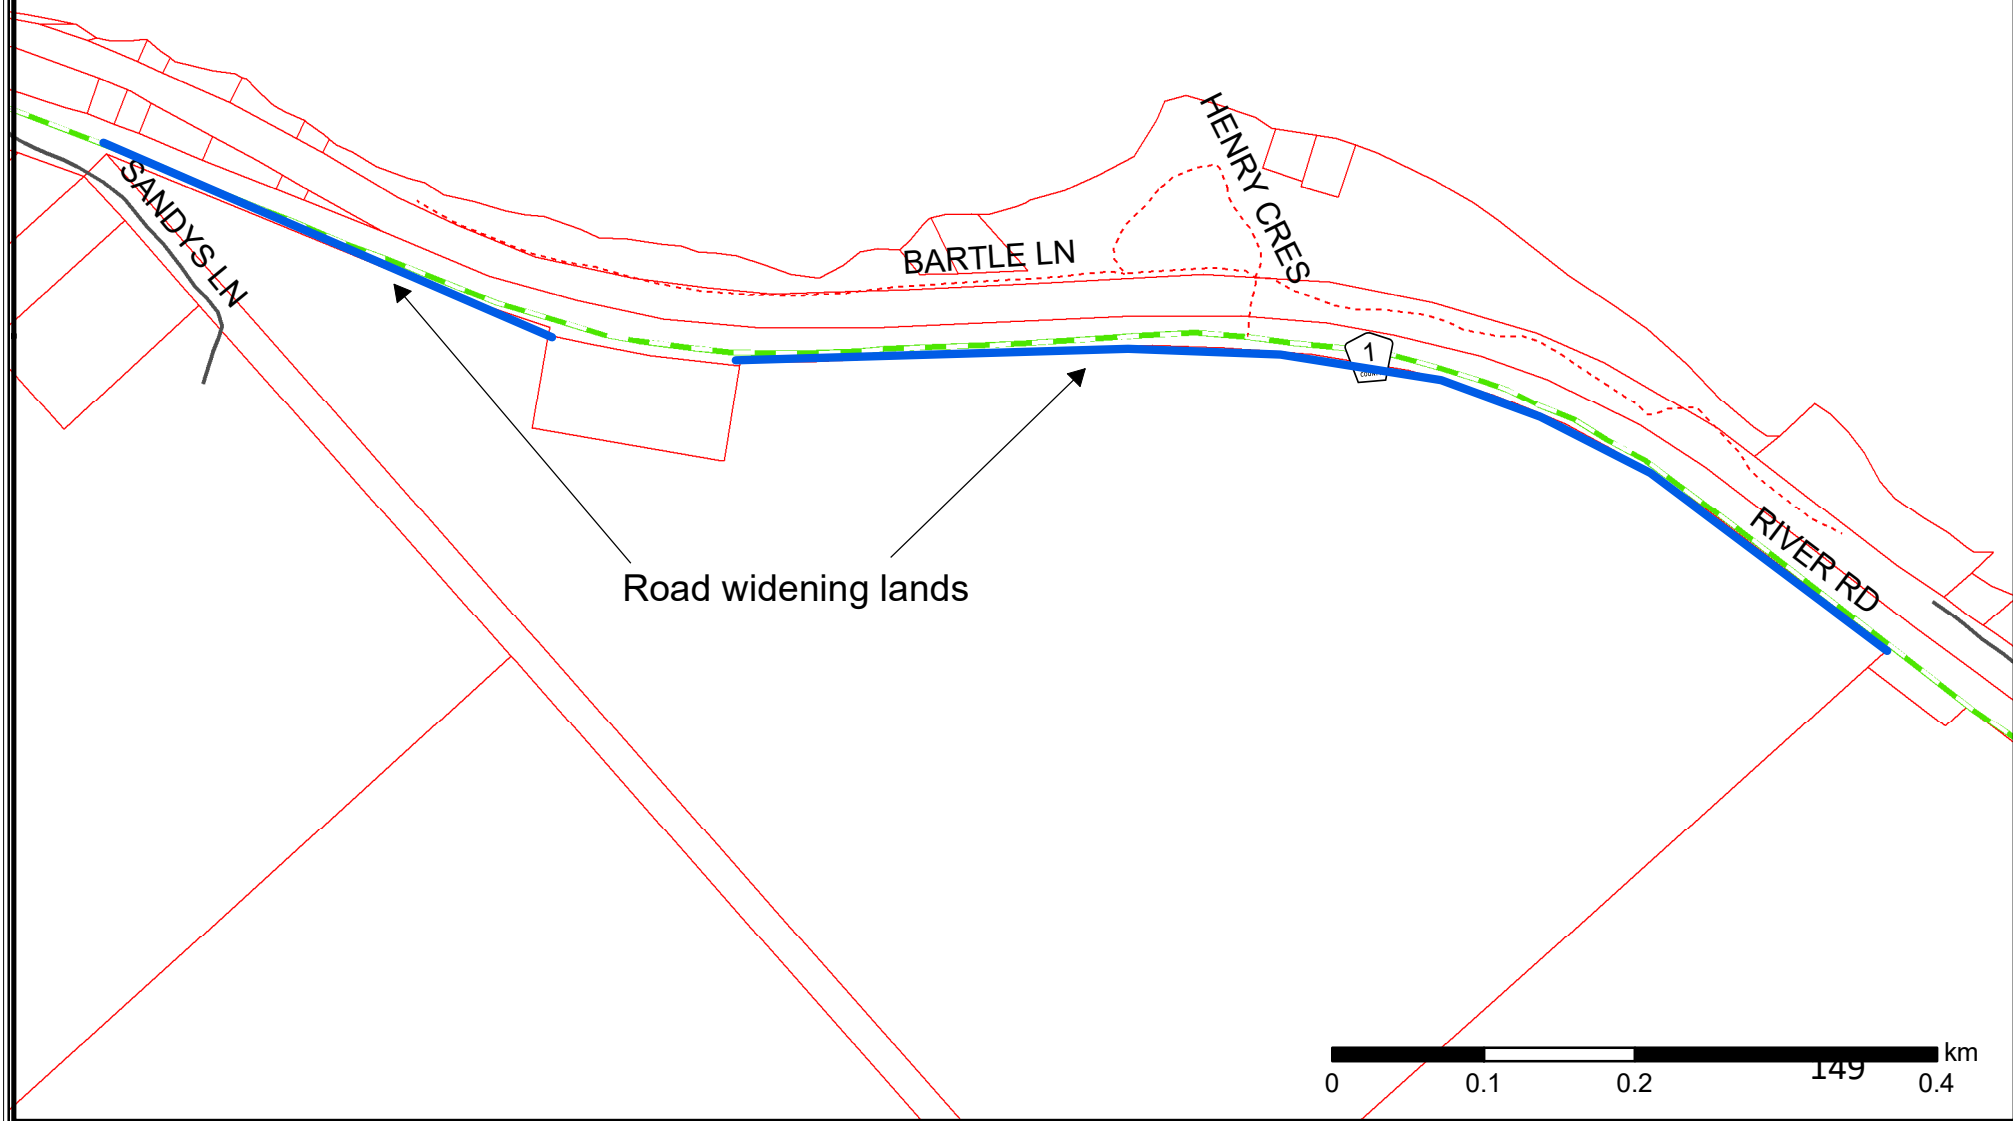 HENRY CRES
SANDYS LN
BARTLE LN
1
RIVER RD
Road widening lands
km
149
0 0.1 0.2 0.4